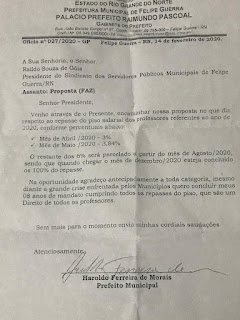 ESTADO DO RIO GRANDE DO NORTE
PREFEITURA MUNICIPAL DE FELIPE GUERRA
PALACIO PREFEITO RAIMUNDO PASCOAL
GABINETE DO PREFEITO
Ofício nº 027/2020 – GP Felipe Guerra – RN, 14 de fevereiro de 2020.
A Sua Senhoria, o Senhor.
Raldo Souza de Góis
Presidente do Sindicato dos Servidores Públicos Municipais de Felipe
Guerra/RN
Assunto: Proposta (FAZ)
Senhor Presidente,
Venho através o Presente, encaminhar nossa proposta no que diz
respeito ao repasse do piso salarial dos professores referentes ao ano de
2020, conforme percentuais abaixo:
✓ Mês de Abril /2020 – 3%
✓ Mês de Maio /2020 – 3,84%
O restante dos 6% será parcelado a partir do mês de Agosto/2020,
sendo que quando chegar o mês de dezembro/2020 esteja concluído
os 100% do repasse.
Na oportunidade agradeço antecipadamente a toda categoria, mesmo
diante a grande crise enfrentada pelos Municípios quero concluir meus
08 anos de mandato cumprindo todos os repasses do piso, são um
Direito de todos os Professores.
Sem mais para o momento envio minhas cordiais saudações
Atenciosamente,
Haroldo Ferreira de Morais
Prefeito Municipal